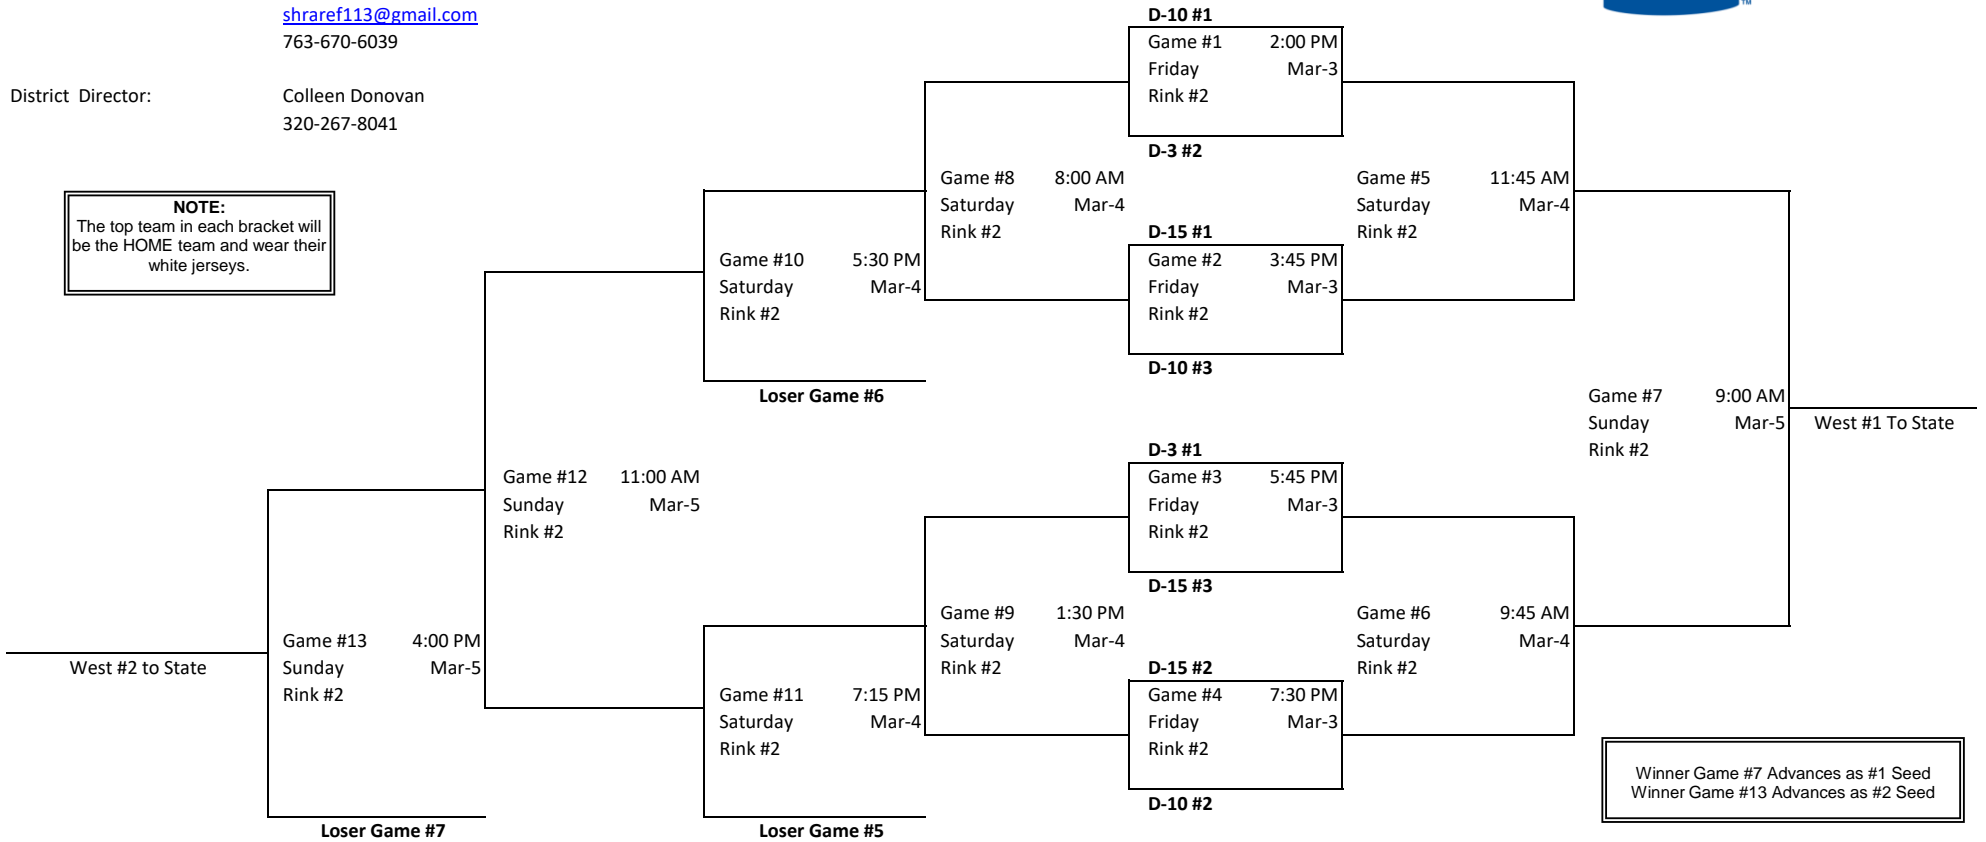 shraref113@gmail.com
763-670-6039
District Director: Colleen Donovan
320-267-8041
NOTE:
The top team in each bracket will
be the HOME team and wear their
white jerseys.
TM
D-10 #1
Game #1 2:00 PM
Friday Mar-3
Rink #2
D-3 #2
Game #8 8:00 AM
Saturday Mar-4
Rink #2
Game #5 11:45 AM
Saturday Mar-4
Rink #2
D-15 #1
Game #2 3:45 PM
Friday Mar-3
Rink #2
D-10 #3
Game #10 5:30 PM
Saturday Mar-4
Rink #2
Loser Game #6
Game #7 9:00 AM
Sunday Mar-5
Rink #2
West #1 To State
D-3 #1
Game #3 5:45 PM
Friday Mar-3
Rink #2
D-15 #3
Game #12 11:00 AM
Sunday Mar-5
Rink #2
Game #9 1:30 PM
Saturday Mar-4
Rink #2
Game #6 9:45 AM
Saturday Mar-4
Rink #2
Game #13 4:00 PM
Sunday Mar-5
Rink #2
West #2 to State
D-15 #2
Game #4 7:30 PM
Friday Mar-3
Rink #2
D-10 #2
Game #11 7:15 PM
Saturday Mar-4
Rink #2
Loser Game #7
Loser Game #5
Winner Game #7 Advances as #1 Seed
Winner Game #13 Advances as #2 Seed